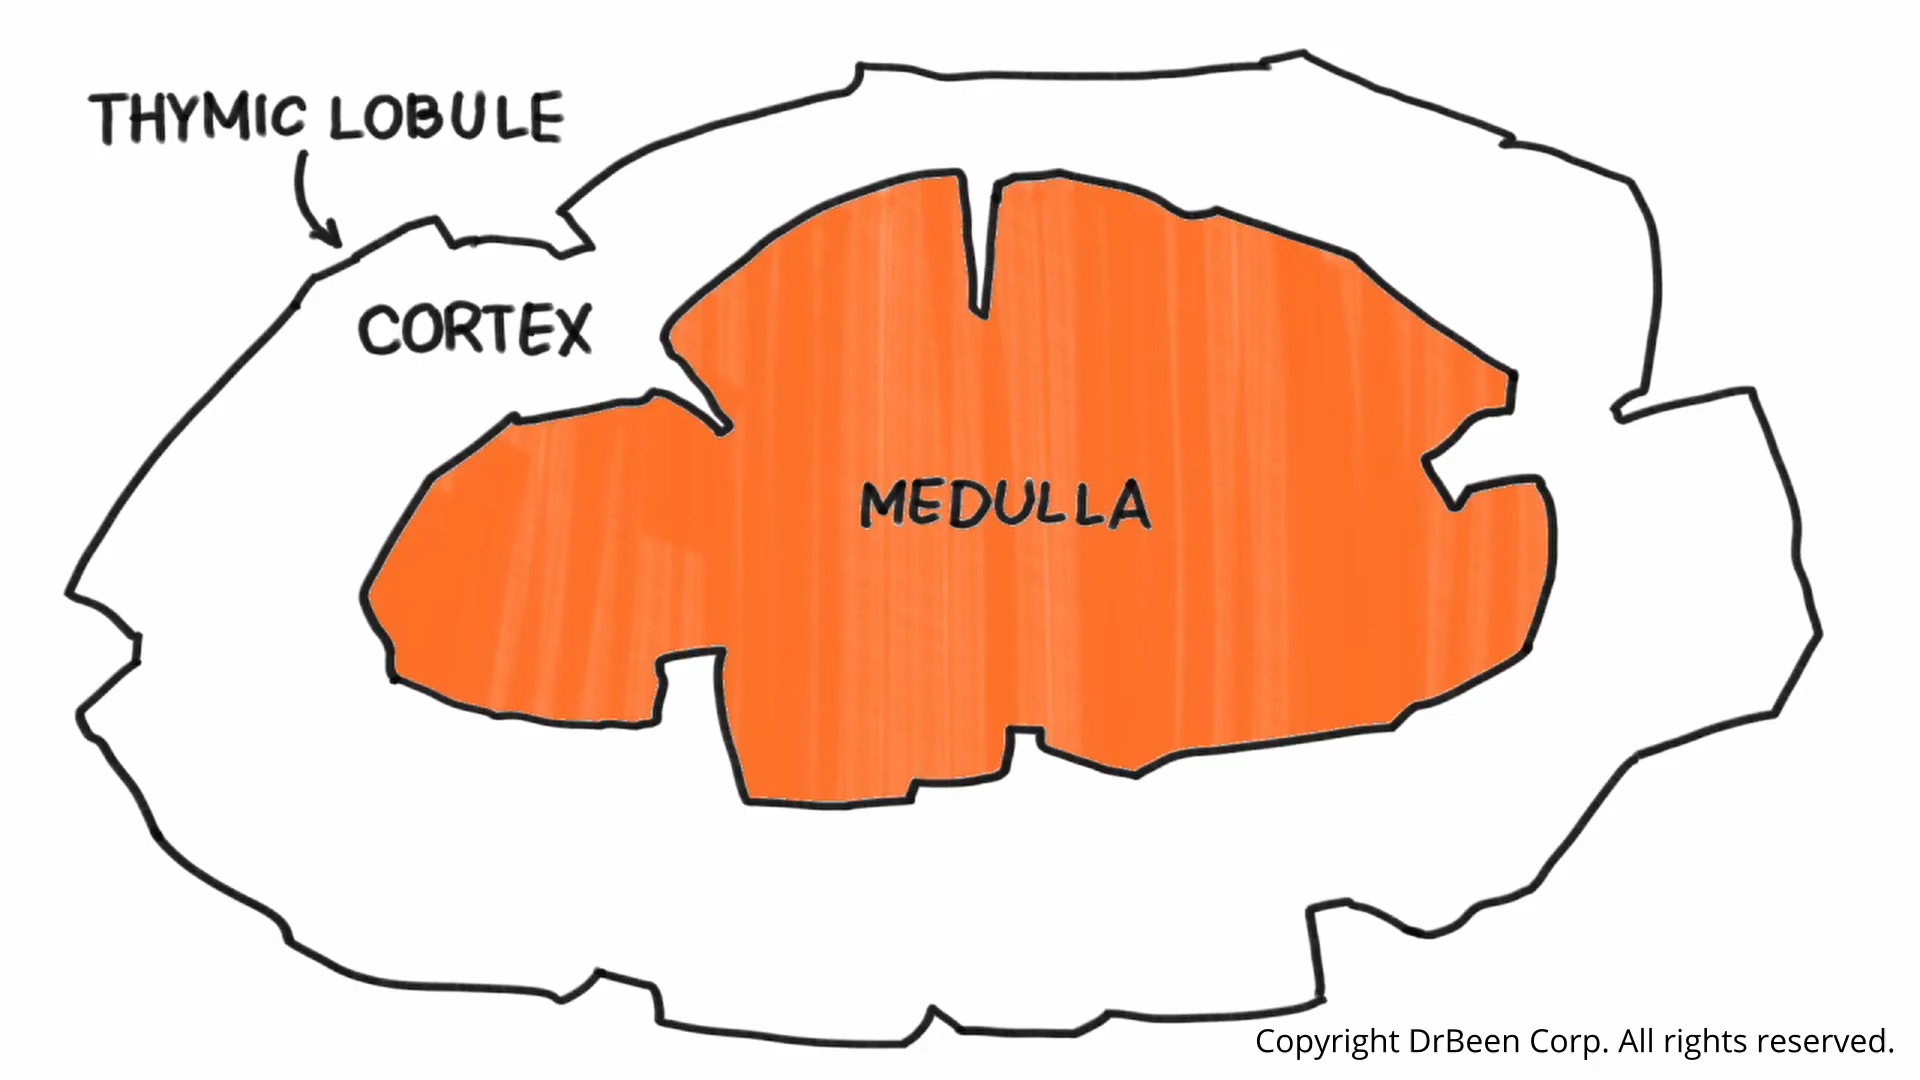 THYMIC LOBULE
CORTEX
MEDULLA
Copyright DrBeen Corp. All rights reserved.